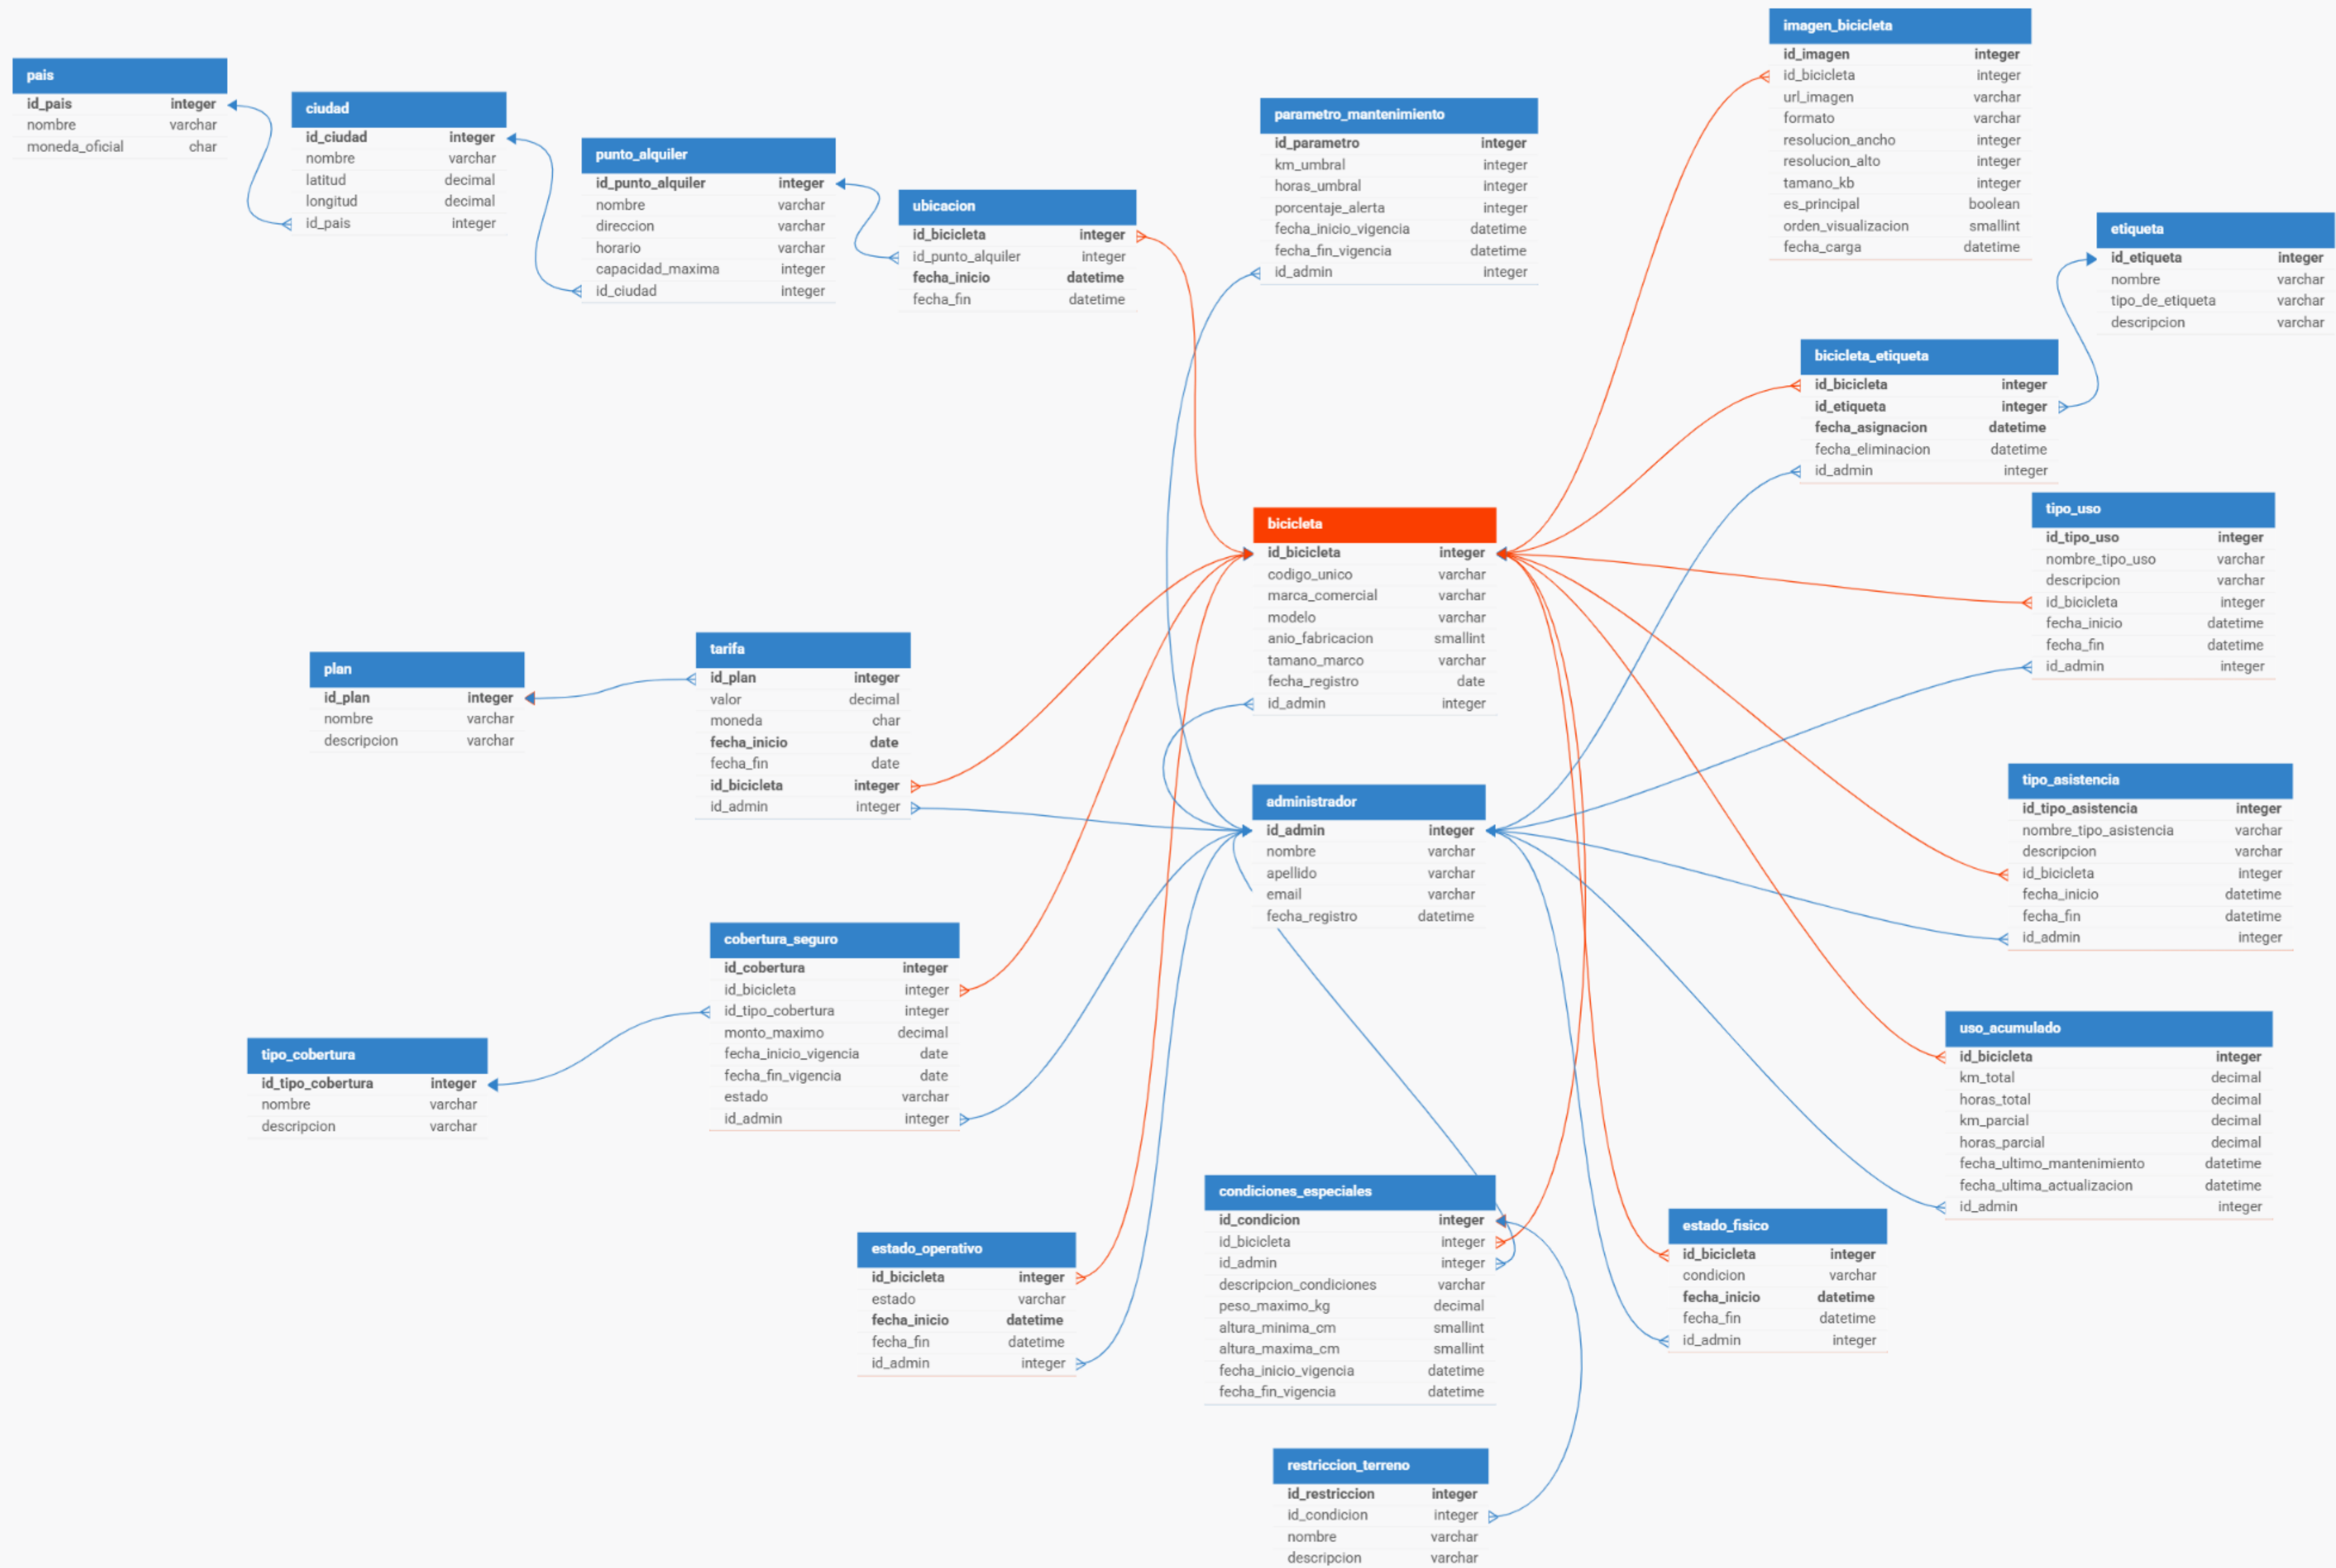 pais
id_pais integer
nombre varchar
moneda_oficial char
ciudad
id_ciudad integer
nombre varchar
latitud decimal
longitud decimal
id_pais integer
punto_alquiler
id_punto_alquiler integer
nombre varchar
direccion varchar
horario varchar
capacidad_maxima integer
id_ciudad integer
ubicacion
id_bicicleta integer
id_punto_alquiler integer
fecha_inicio datetime
fecha_fin datetime
parametro_mantenimiento
id_parametro integer
km_umbral integer
horas_umbral integer
porcentaje_alerta integer
fecha_inicio_vigencia datetime
fecha_fin_vigencia datetime
id_admin integer
imagen_bicicleta
id_imagen integer
id_bicicleta integer
url_imagen varchar
formato varchar
resolucion_ancho integer
resolucion_alto integer
tamano_kb integer
es_principal boolean
orden_visualizacion smallint
fecha_carga datetime
etiqueta
id_etiqueta integer
nombre varchar
tipo_de_etiqueta varchar
descripcion varchar
bicicleta_etiqueta
id_bicicleta integer
id_etiqueta integer
fecha_asignacion datetime
fecha_eliminacion datetime
id_admin integer
bicicleta
id_bicicleta integer
codigo_unico varchar
marca_comercial varchar
modelo varchar
anio_fabricacion smallint
tamano_marco varchar
fecha_registro date
id_admin integer
tipo_uso
id_tipo_uso integer
nombre_tipo_uso varchar
descripcion varchar
id_bicicleta integer
fecha_inicio datetime
fecha_fin datetime
id_admin integer
plan
id_plan integer
nombre varchar
descripcion varchar
tarifa
id_plan integer
valor decimal
moneda char
fecha_inicio date
fecha_fin date
id_bicicleta integer
id_admin integer
administrador
id_admin integer
nombre varchar
apellido varchar
email varchar
fecha_registro datetime
tipo_asistencia
id_tipo_asistencia integer
nombre_tipo_asistencia varchar
descripcion varchar
id_bicicleta integer
fecha_inicio datetime
fecha_fin datetime
id_admin integer
cobertura_seguro
id_cobertura integer
id_bicicleta integer
id_tipo_cobertura integer
monto_maximo decimal
fecha_inicio_vigencia date
fecha_fin_vigencia date
estado varchar
id_admin integer
tipo_cobertura
id_tipo_cobertura integer
nombre varchar
descripcion varchar
uso_acumulado
id_bicicleta integer
km_total decimal
horas_total decimal
km_parcial decimal
horas_parcial decimal
fecha_ultimo_mantenimiento datetime
fecha_ultima_actualizacion datetime
id_admin integer
estado_operativo
id_bicicleta integer
estado varchar
fecha_inicio datetime
fecha_fin datetime
id_admin integer
condiciones_especiales
id_condicion integer
id_bicicleta integer
id_admin integer
descripcion_condiciones varchar
peso_maximo_kg decimal
altura_minima_cm smallint
altura_maxima_cm smallint
fecha_inicio_vigencia datetime
fecha_fin_vigencia datetime
estado_fisico
id_bicicleta integer
condicion varchar
fecha_inicio datetime
fecha_fin datetime
id_admin integer
restriccion_terreno
id_restriccion integer
id_condicion integer
nombre varchar
descripcion varchar